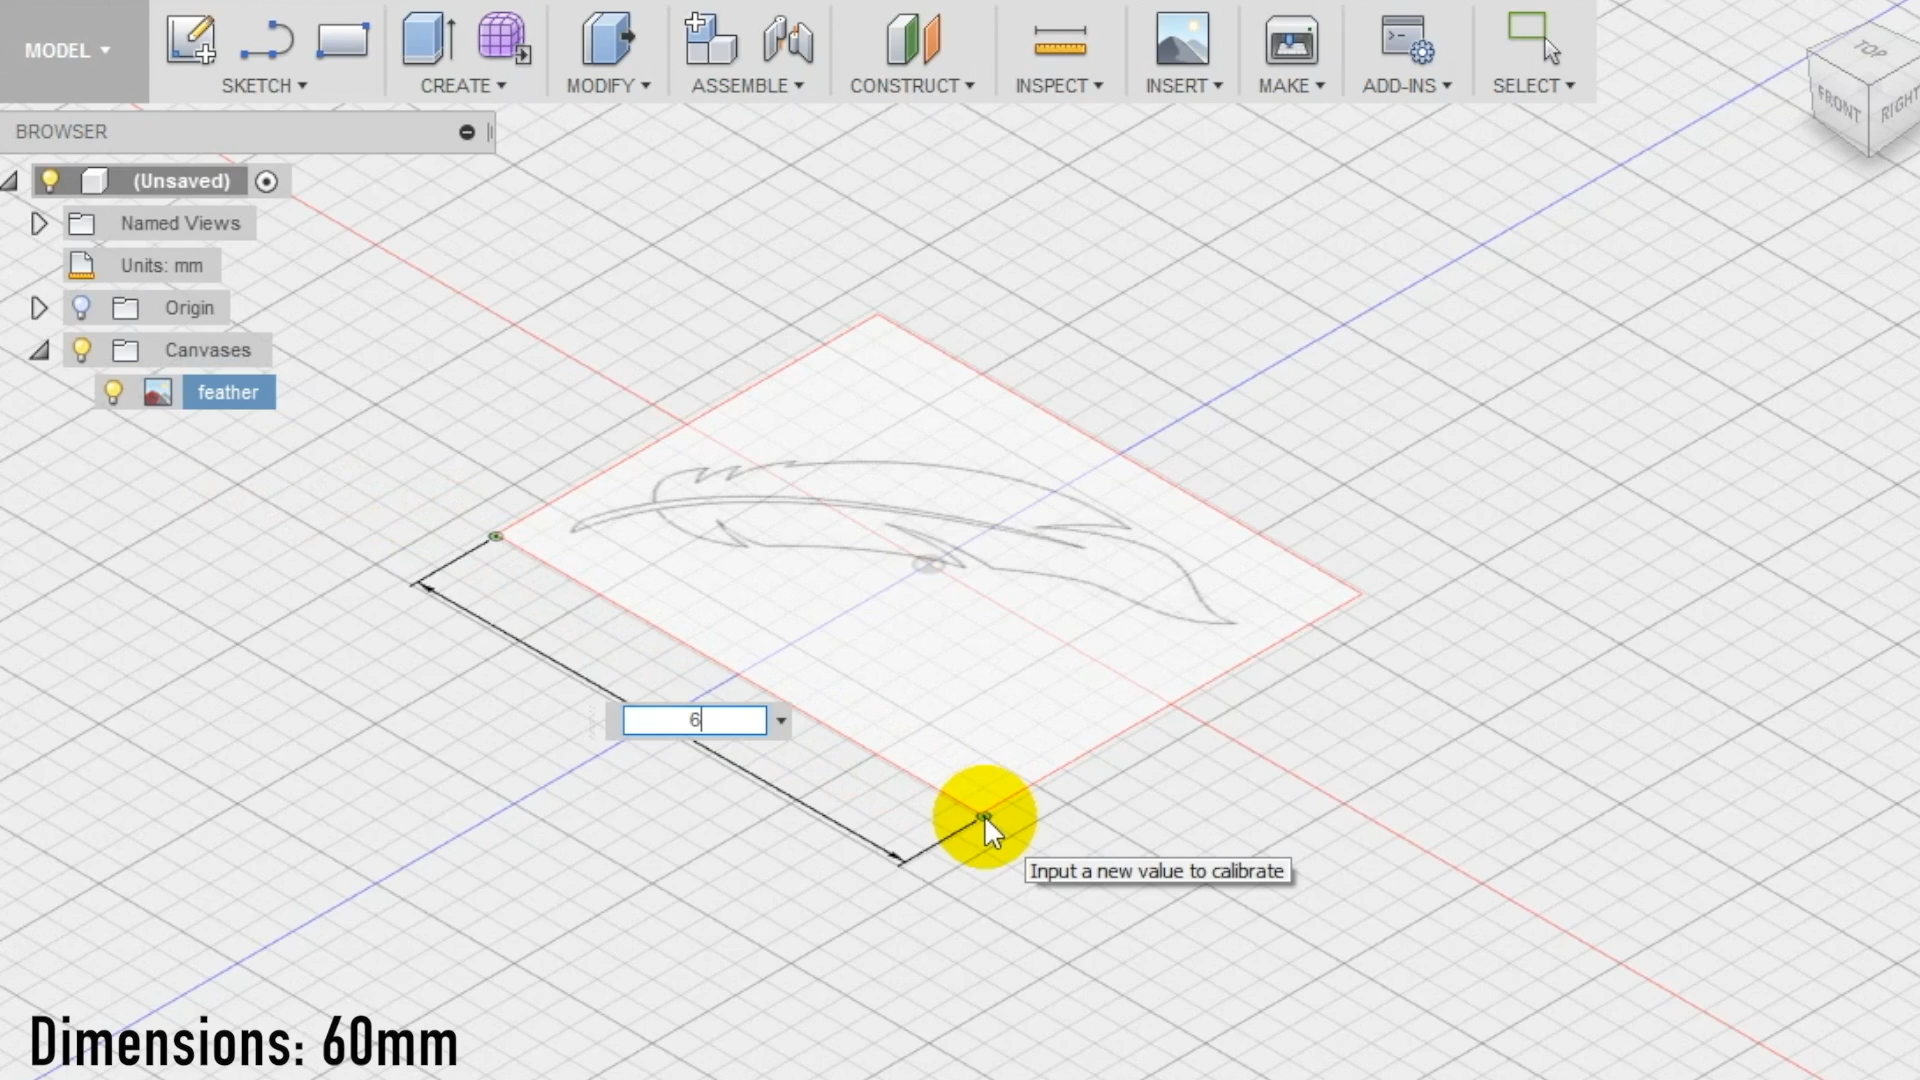 MODEL
SKETCH
CREATE
MODIFY
ASSEMBLE
CONSTRUCT
INSPECT
INSERT
MAKE
ADD-INS
SELECT
TOP
FRONT
RIGHT
BROWSER
(Unsaved)
Named Views
Units: mm
Origin
Canvases
feather
6
Input a new value to calibrate
Dimensions: 60mm